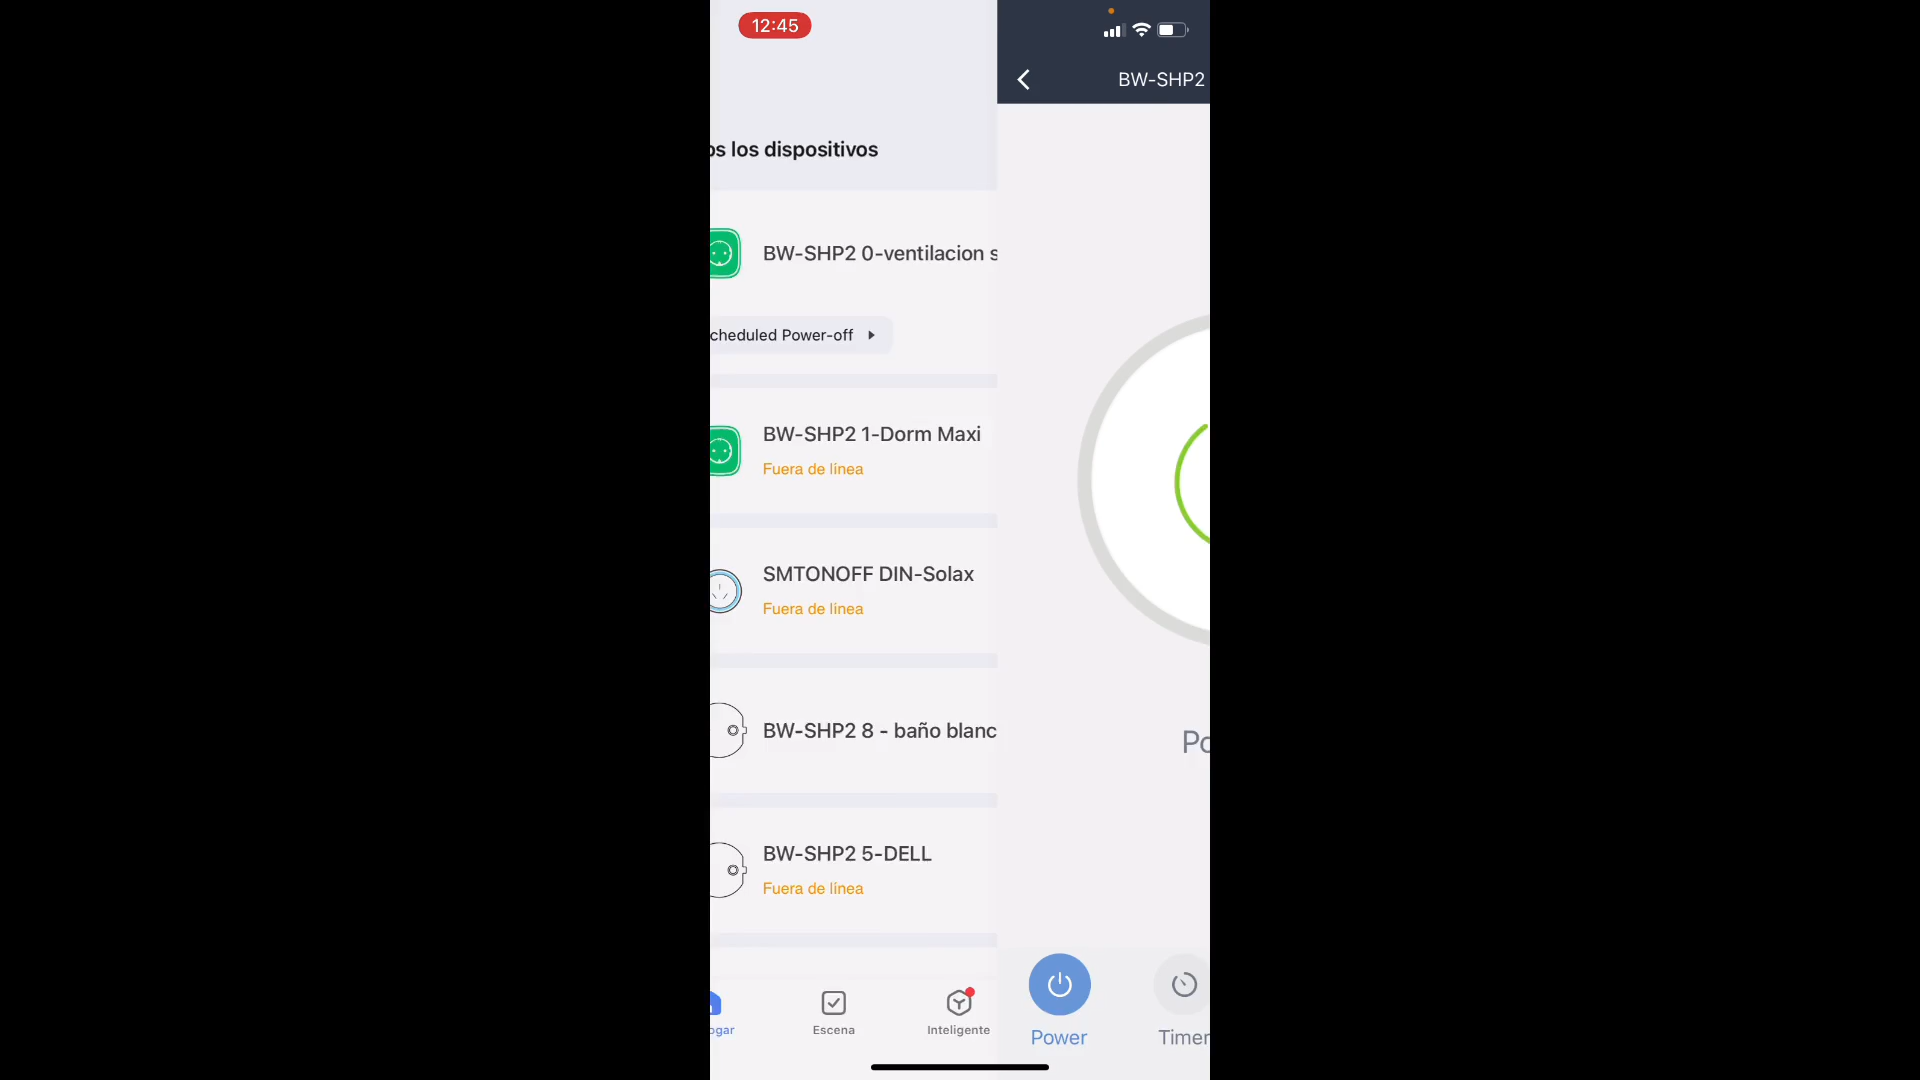 12:45
os los dispositivos
BW-SHP2 0-ventilacion s
cheduled Power-off
BW-SHP2 1-Dorm Maxi
Fuera de línea
SMTONOFF DIN-Solax
Fuera de línea
BW-SHP2 8 - baño blanc
BW-SHP2 5-DELL
Fuera de línea
ogar
Escena
Inteligente
BW-SHP2
Po
Power
Timer